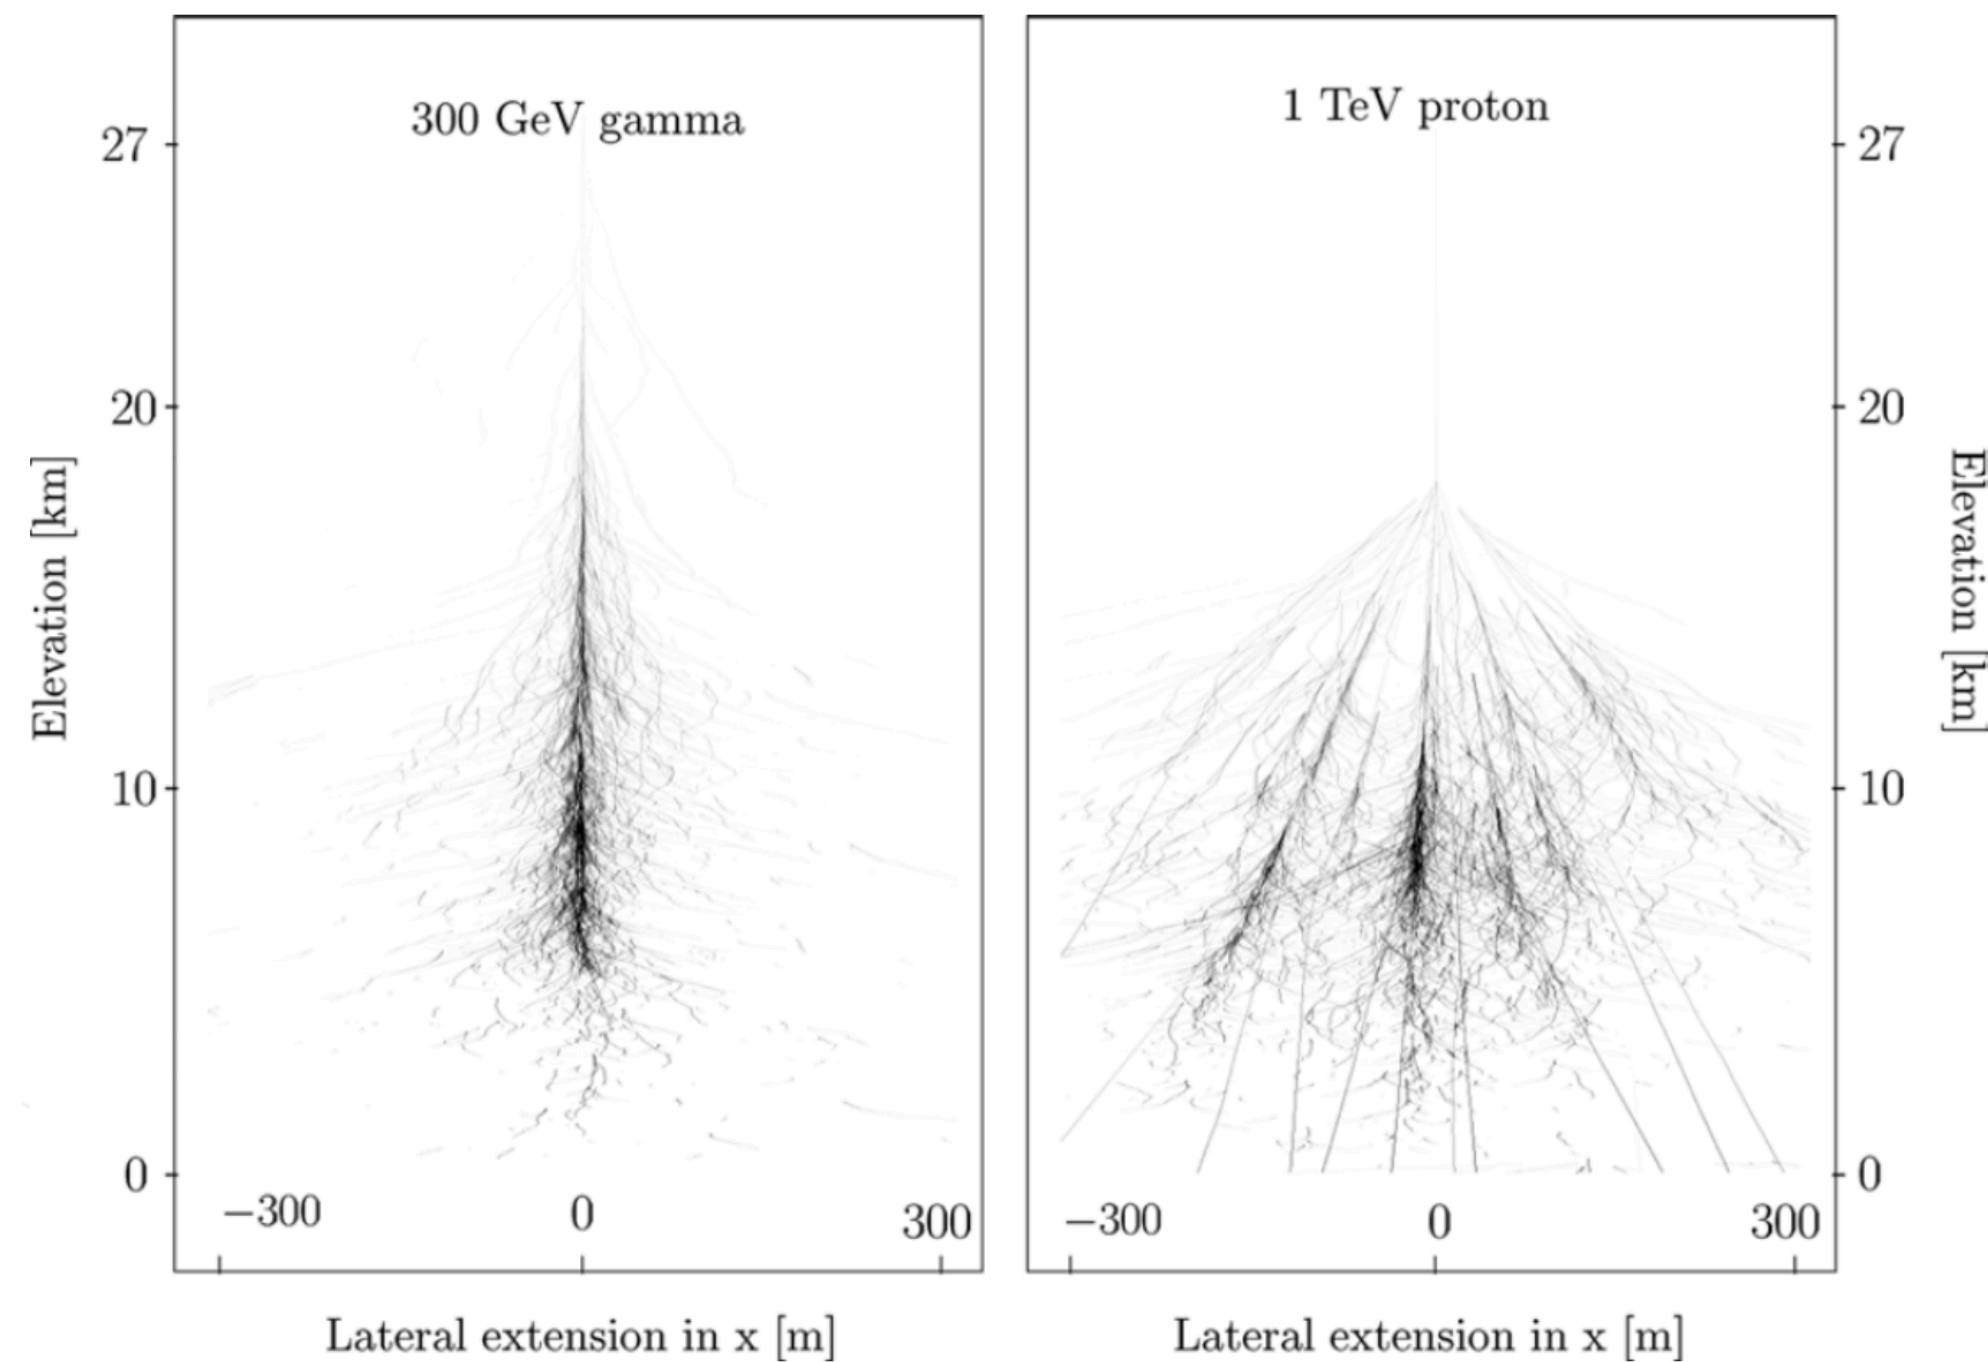 300 GeV gamma
27
20
10
0
Elevation [km]
−300
0
300
Lateral extension in x [m]
1 TeV proton
27
20
10
0
Elevation [km]
−300
0
300
Lateral extension in x [m]